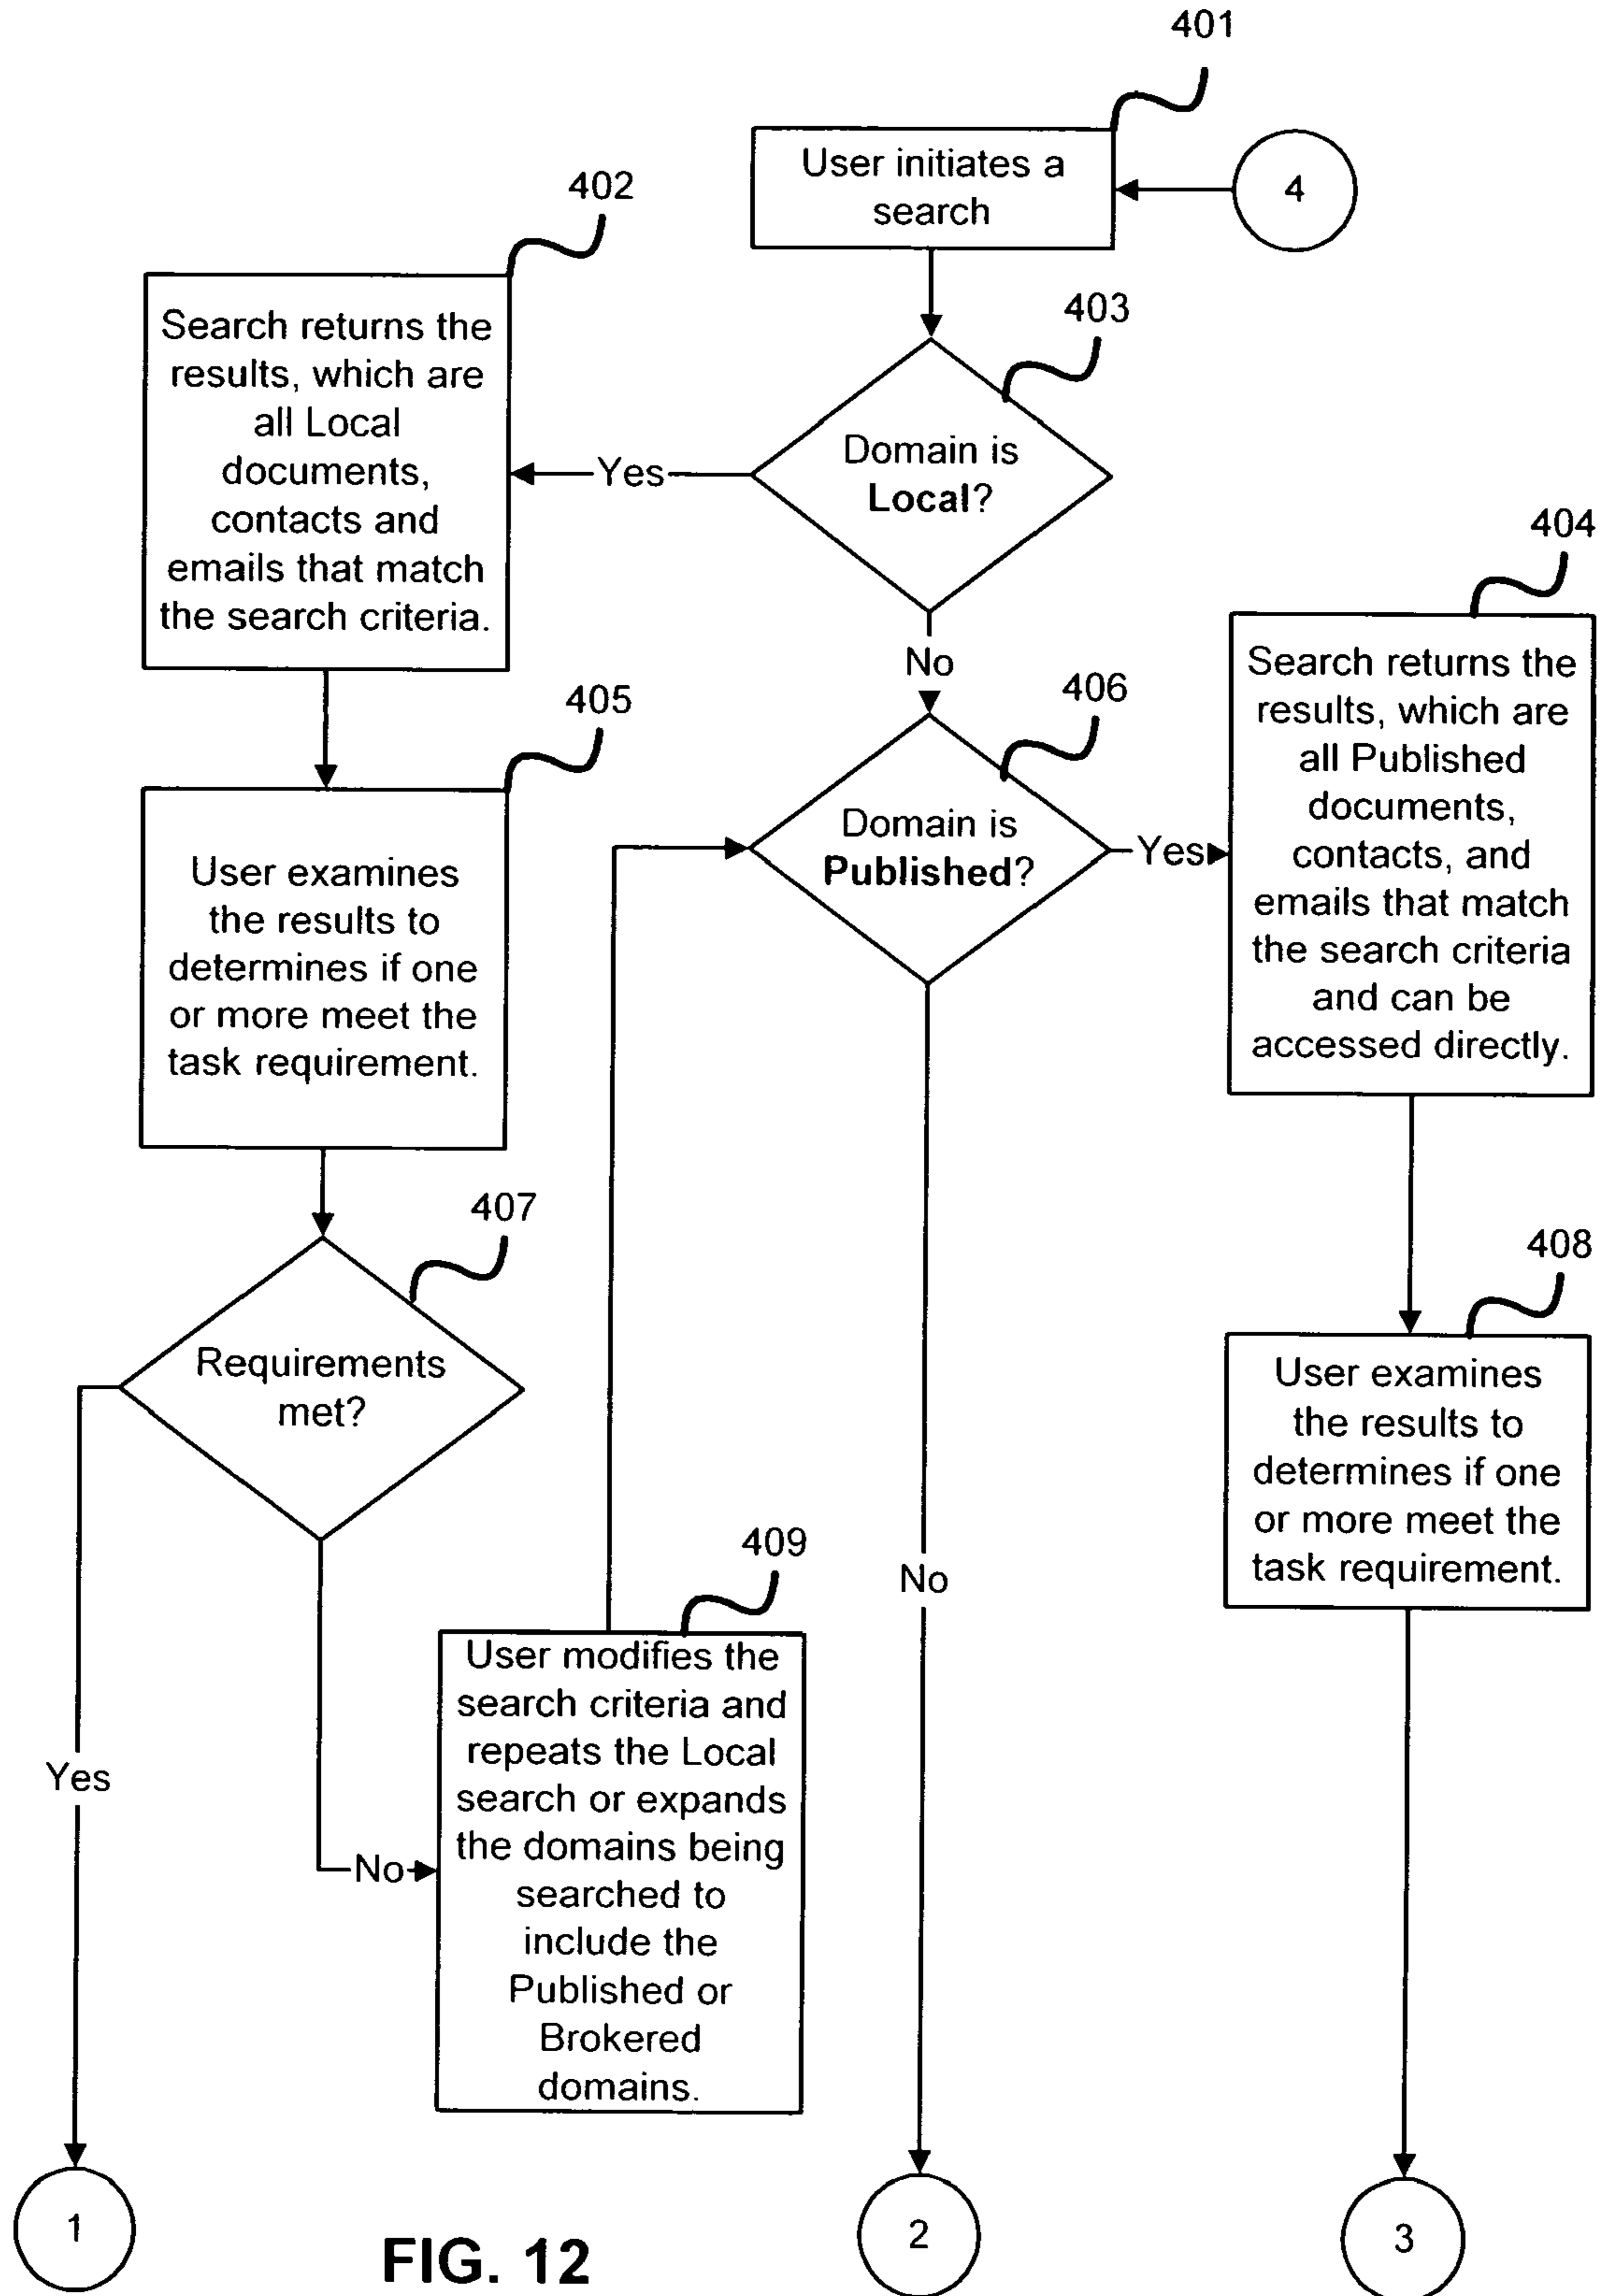 401
User initiates a
search
4
402
Search returns the
results, which are
all Local
documents,
contacts and
emails that match
the search criteria.
403
Domain is
Local?
Yes
No
404
Search returns the
results, which are
all Published
documents,
contacts, and
emails that match
the search criteria
and can be
accessed directly.
405
User examines
the results to
determines if one
or more meet the
task requirement.
406
Domain is
Published?
Yes
No
407
Requirements
met?
Yes
No
408
User examines
the results to
determines if one
or more meet the
task requirement.
409
User modifies the
search criteria and
repeats the Local
search or expands
the domains being
searched to
include the
Published or
Brokered
domains.
1
2
3
FIG. 12